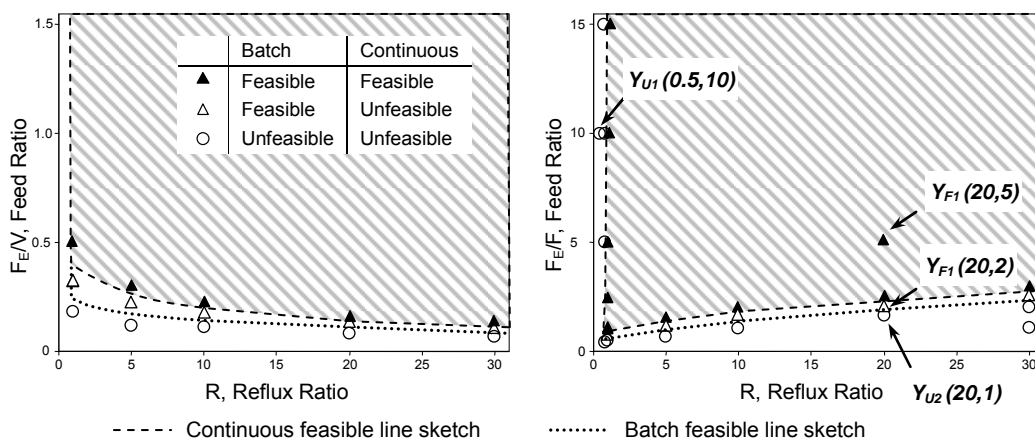 Batch Continuous
Feasible Feasible
Feasible Unfeasible
Unfeasible Unfeasible
F_E/V, Feed Ratio
1.5
1.0
0.5
0
0 5 10 15 20 25 30
R, Reflux Ratio
F_E/F, Feed Ratio
15
10
5
0
0 5 10 15 20 25 30
R, Reflux Ratio
Y_U1 (0.5,10)
Y_F1 (20,5)
Y_F1 (20,2)
Y_U2 (20,1)
Continuous feasible line sketch
Batch feasible line sketch